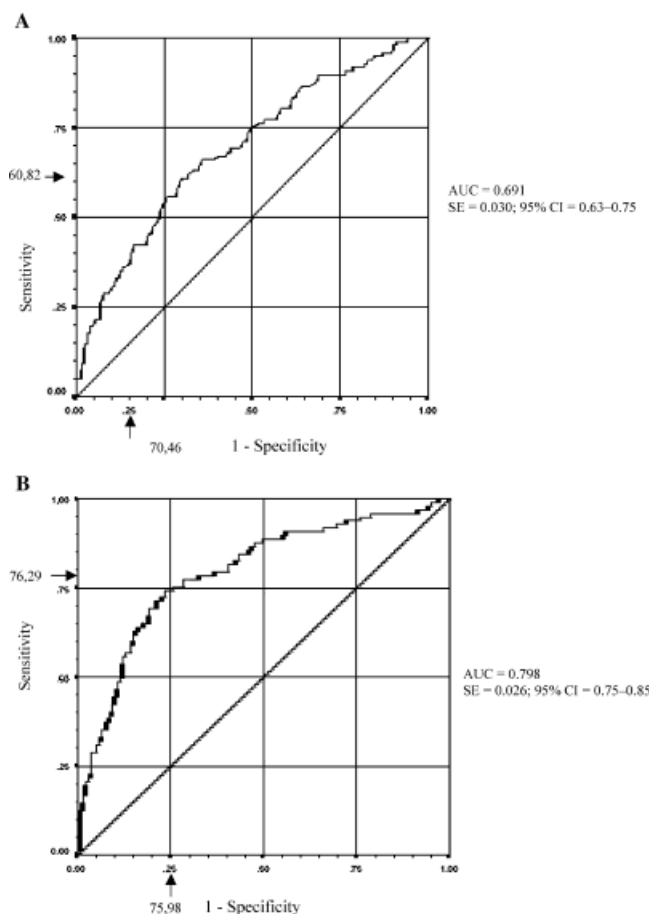 A
1.00
.75
60,82
.50
Sensitivity
.25
0.00
0.00 .25 .50 .75 1.00
70,46 1 - Specificity
AUC = 0.691
SE = 0.030; 95% CI = 0.63–0.75
B
1,00
76,29
.75
.50
Sensitivity
.25
0.00
0.00 .25 .50 .75 1.00
75,98 1 - Specificity
AUC = 0.798
SE = 0.026; 95% CI = 0.75–0.85